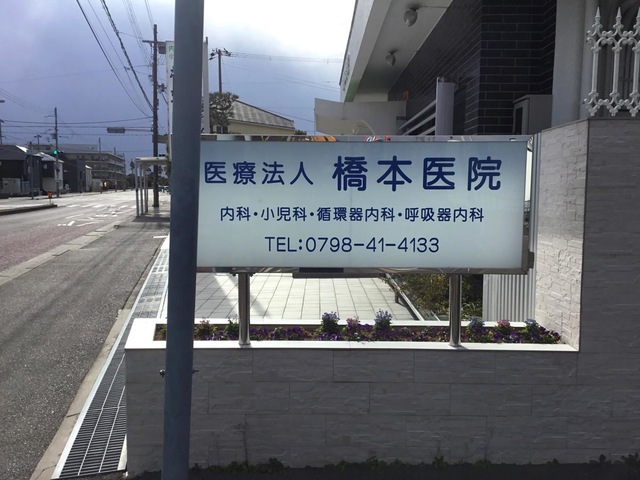 医療法人 橋本医院
内科・小児科・循環器内科・呼吸器内科
TEL:0798-41-4133